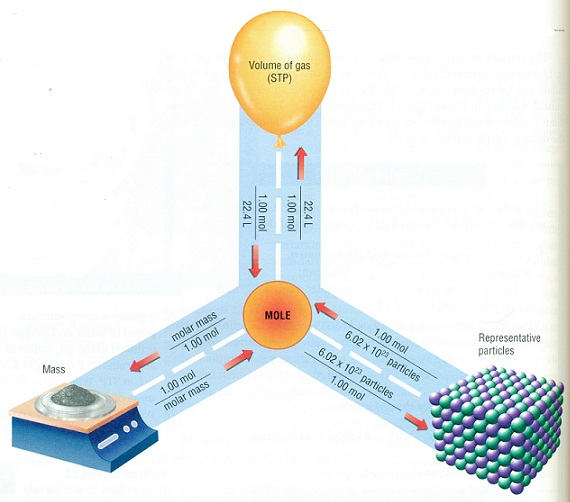 Volume of gas
(STP)
1.00 mol
22.4 L
22.4 L
1.00 mol
MOLE
molar mass
1.00 mol
1.00 mol
molar mass
1.00 mol
6.02 x 10²³ particles
6.02 x 10²³ particles
1.00 mol
Mass
Representative
particles